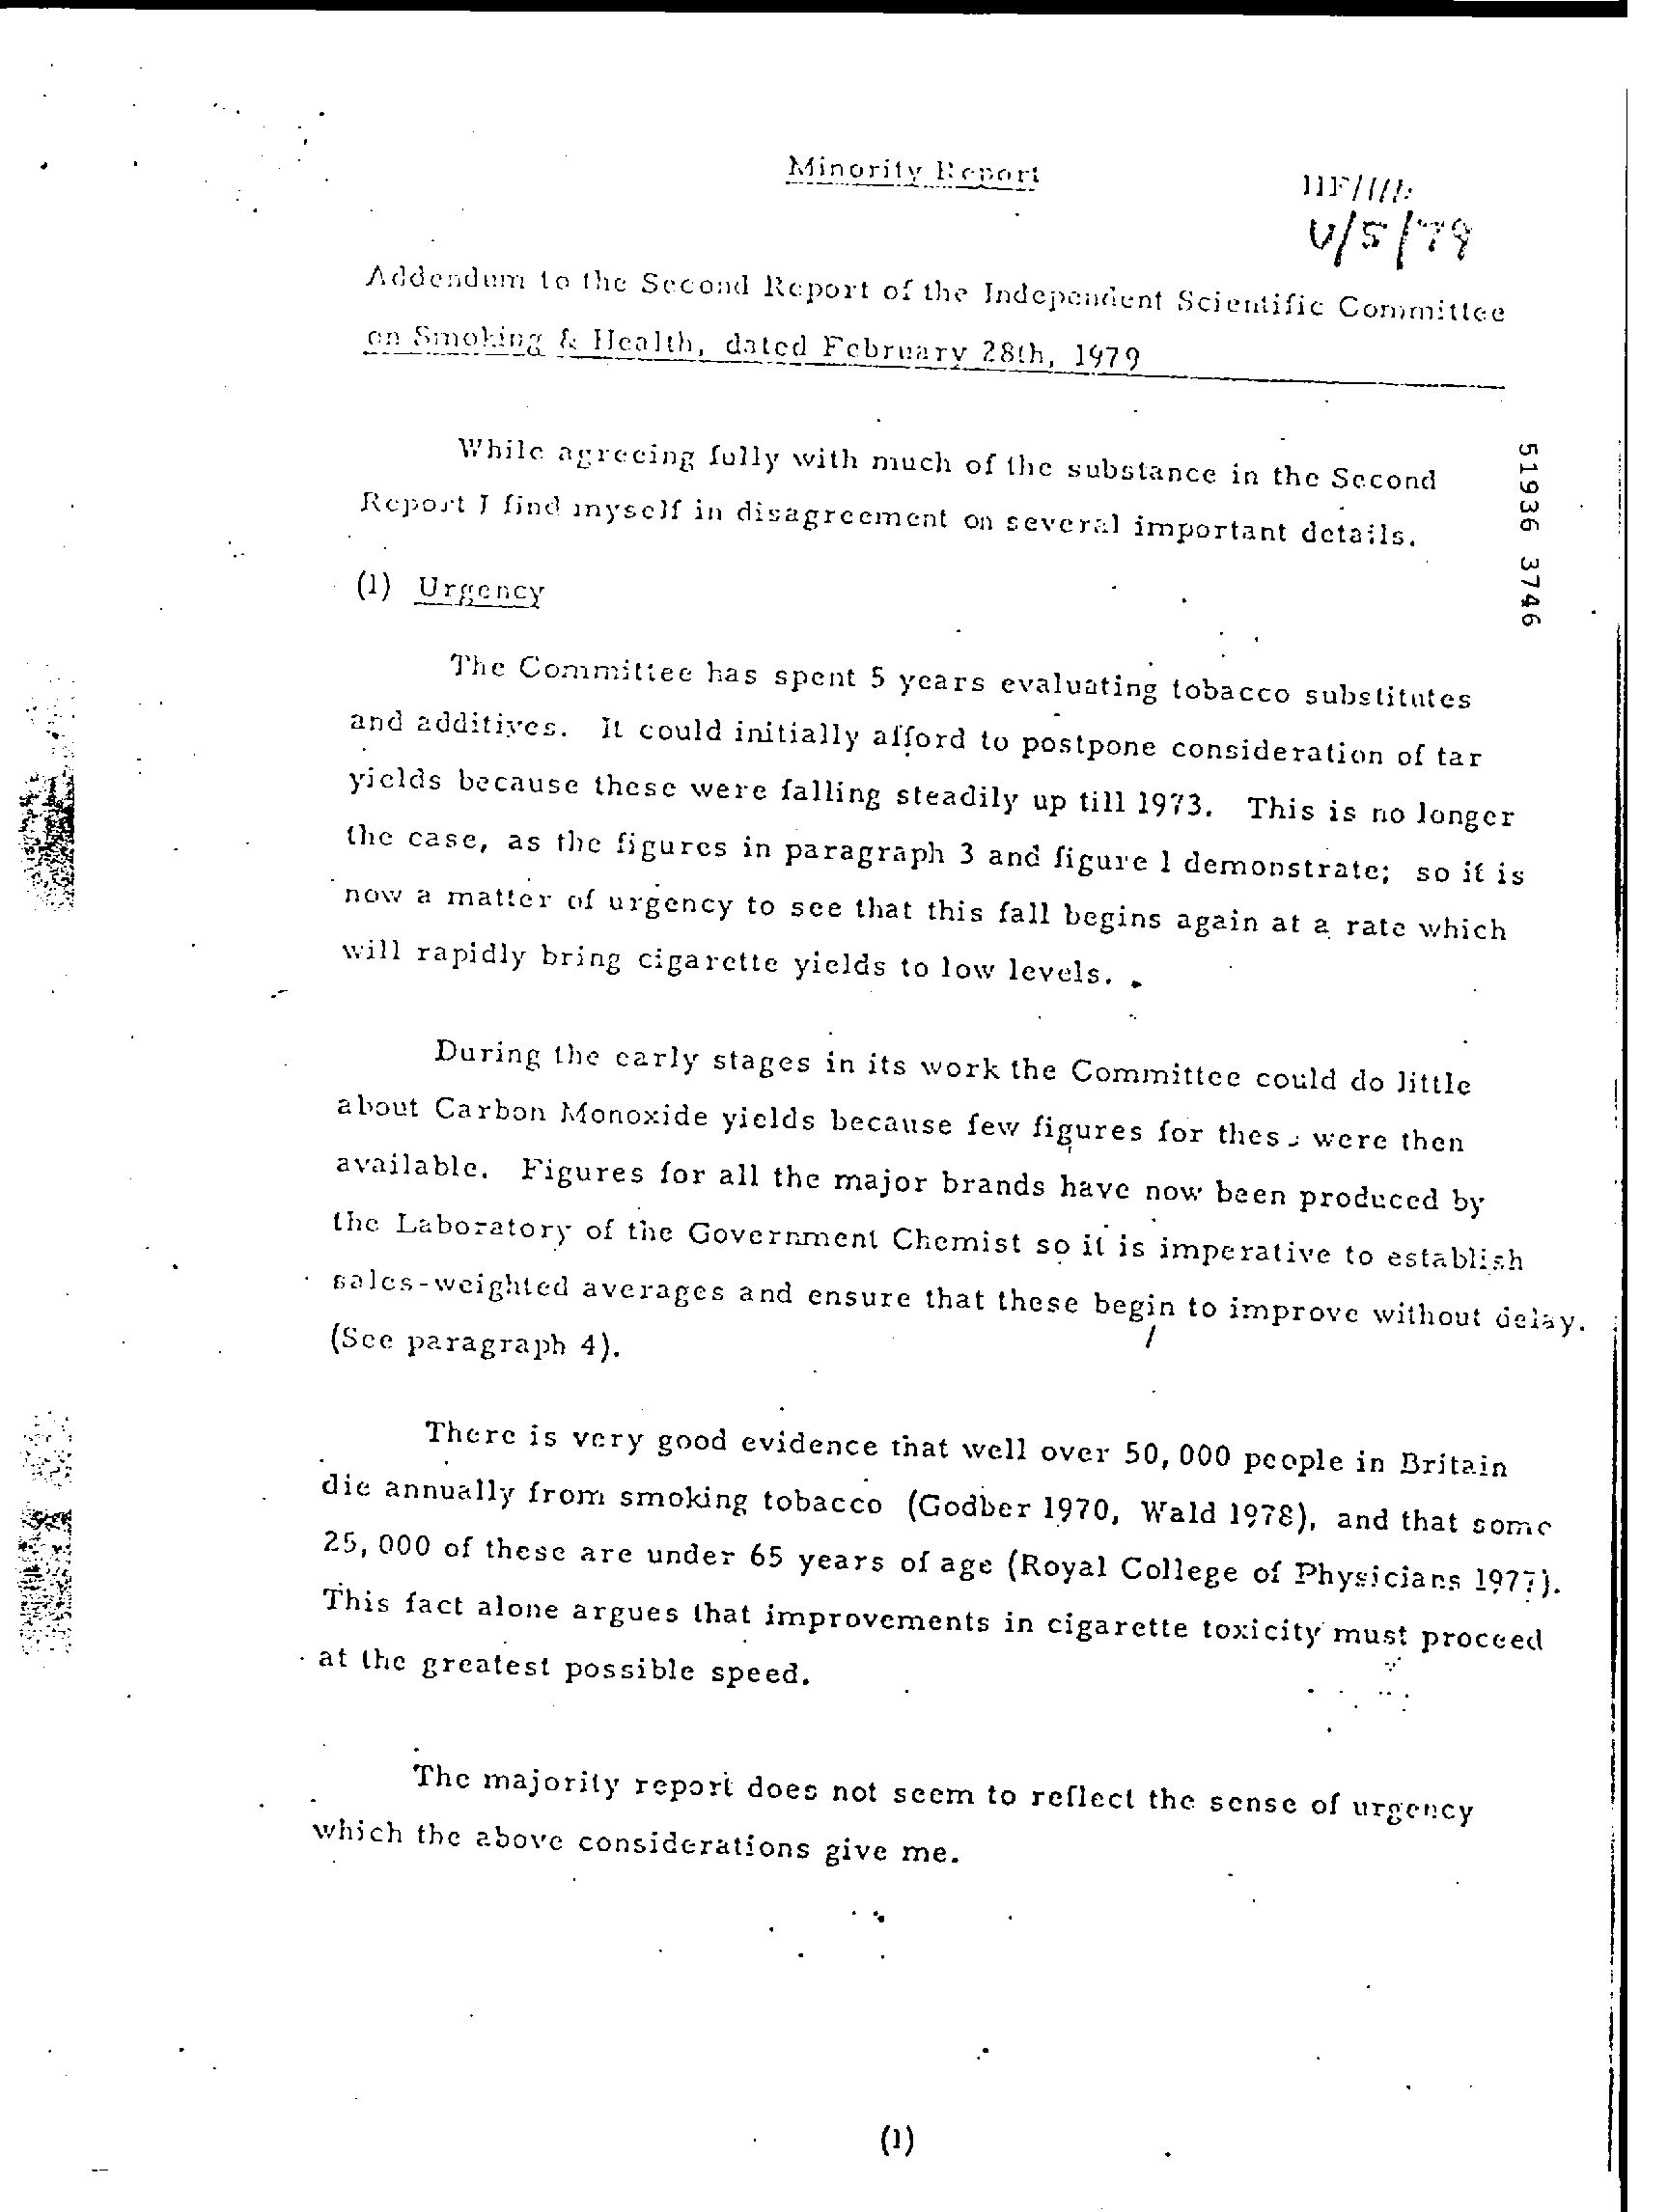 Minority Report
V/5/79
Addendum to the Second Report of the Independent Scientific Committee
on Smoking & Health, dated February 28th, 1979
While agreeing fully with much of the substance in the Second
Report I find myself in disagreement on several important details.
51936 3746
(1) Urgency
The Committee has spent 5 years evaluating tobacco substitutes
and additives. It could initially afford to postpone consideration of tar
yields because these were falling steadily up till 1973. This is no longer
the case, as the figures in paragraph 3 and figure 1 demonstrate; so it is
now a matter of urgency to see that this fall begins again at a rate which
will rapidly bring cigarette yields to low levels.
During the early stages in its work the Committee could do little
about Carbon Monoxide yields because few figures for these were then
available. Figures for all the major brands have now been produced by
the Laboratory of the Government Chemist so it is imperative to establish
sales-weighted averages and ensure that these begin to improve without delay.
(See paragraph 4).
There is very good evidence that well over 50,000 people in Britain
die annually from smoking tobacco (Godber 1970, Wald 1978), and that some
25,000 of these are under 65 years of age (Royal College of Physicians 1977).
This fact alone argues that improvements in cigarette toxicity must proceed
at the greatest possible speed.
The majority report does not seem to reflect the sense of urgency
which the above considerations give me.
(1)